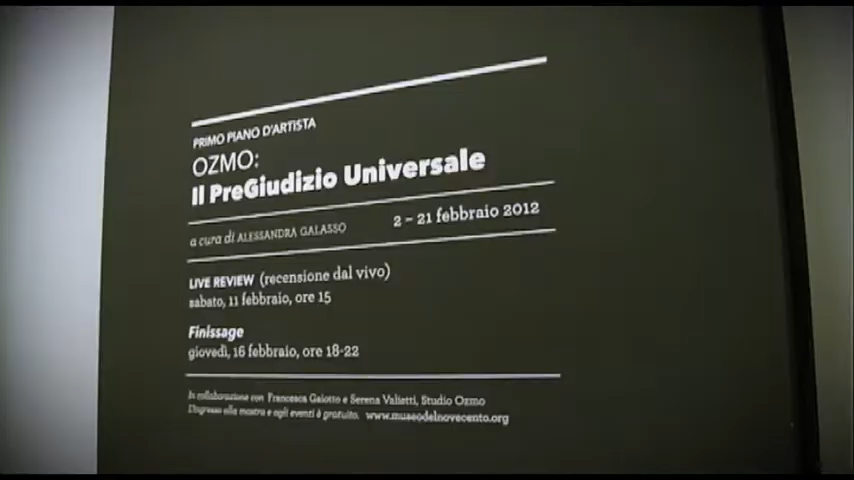 PRIMO PIANO D'ARTISTA
OZMO:
Il PreGiudizio Universale
a cura di ALESSANDRA GALASSO 2 – 21 febbraio 2012
LIVE REVIEW (recensione dal vivo)
sabato, 11 febbraio, ore 15
Finissage
giovedì, 16 febbraio, ore 18-22
In collaborazione con Francesca Gaiotto e Serena Valietti, Studio Ozmo
L'ingresso alla mostra e agli eventi è gratuito. www.museodelnovecento.org